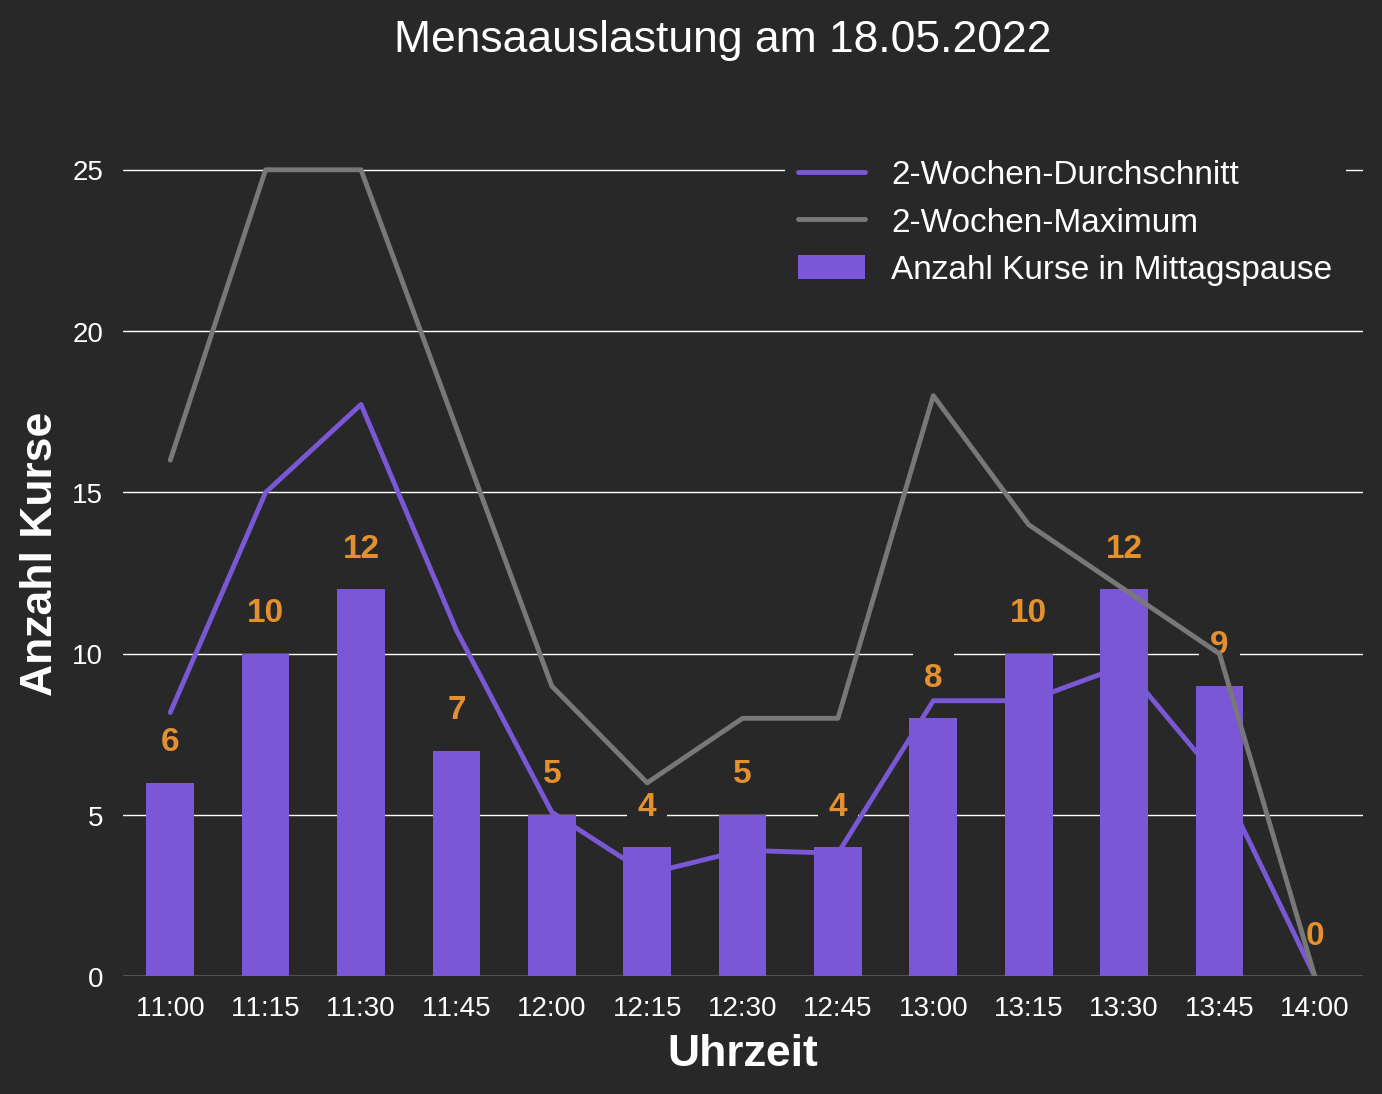 Mensaauslastung am 18.05.2022
2-Wochen-Durchschnitt
2-Wochen-Maximum
Anzahl Kurse in Mittagspause
Anzahl Kurse
25
20
15
10
5
0
6
10
12
7
5
4
5
4
8
10
12
9
0
11:00 11:15 11:30 11:45 12:00 12:15 12:30 12:45 13:00 13:15 13:30 13:45 14:00
Uhrzeit